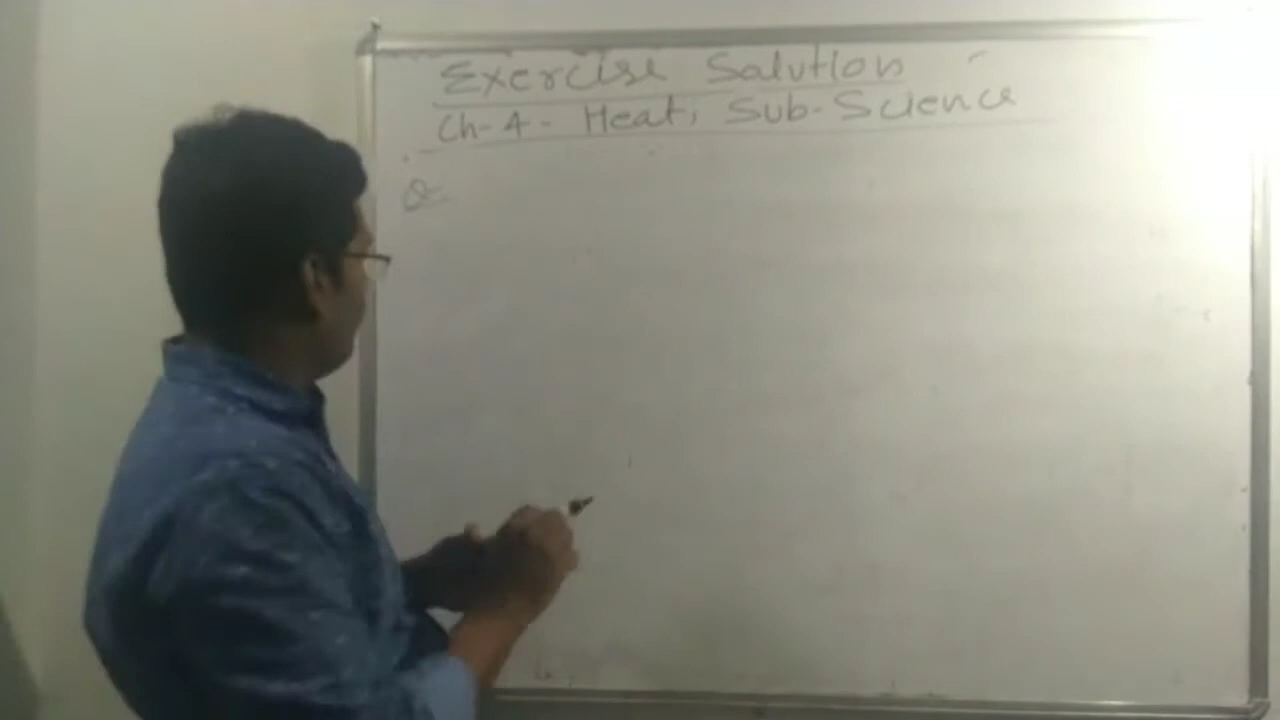 Exercise Solution -
Ch-4- Heat, Sub-Science
Q-